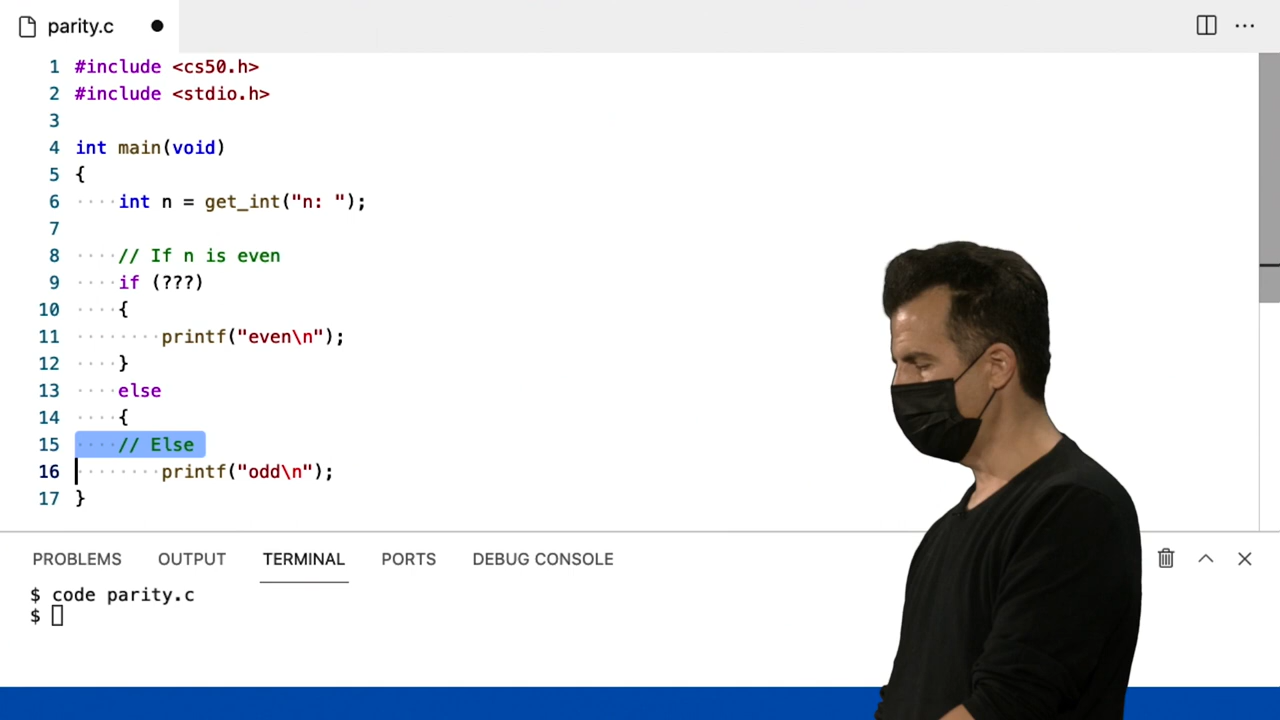 parity.c
1 #include <cs50.h>
2 #include <stdio.h>
3
4 int main(void)
5 {
6 ····int n = get_int("n: ");
7
8 ····// If n is even
9 ····if (???)
10 ····{
11 ········printf("even\n");
12 ····}
13 ····else
14 ····{
15 ····// Else
16 ········printf("odd\n");
17 }
PROBLEMS OUTPUT TERMINAL PORTS DEBUG CONSOLE
$ code parity.c
$